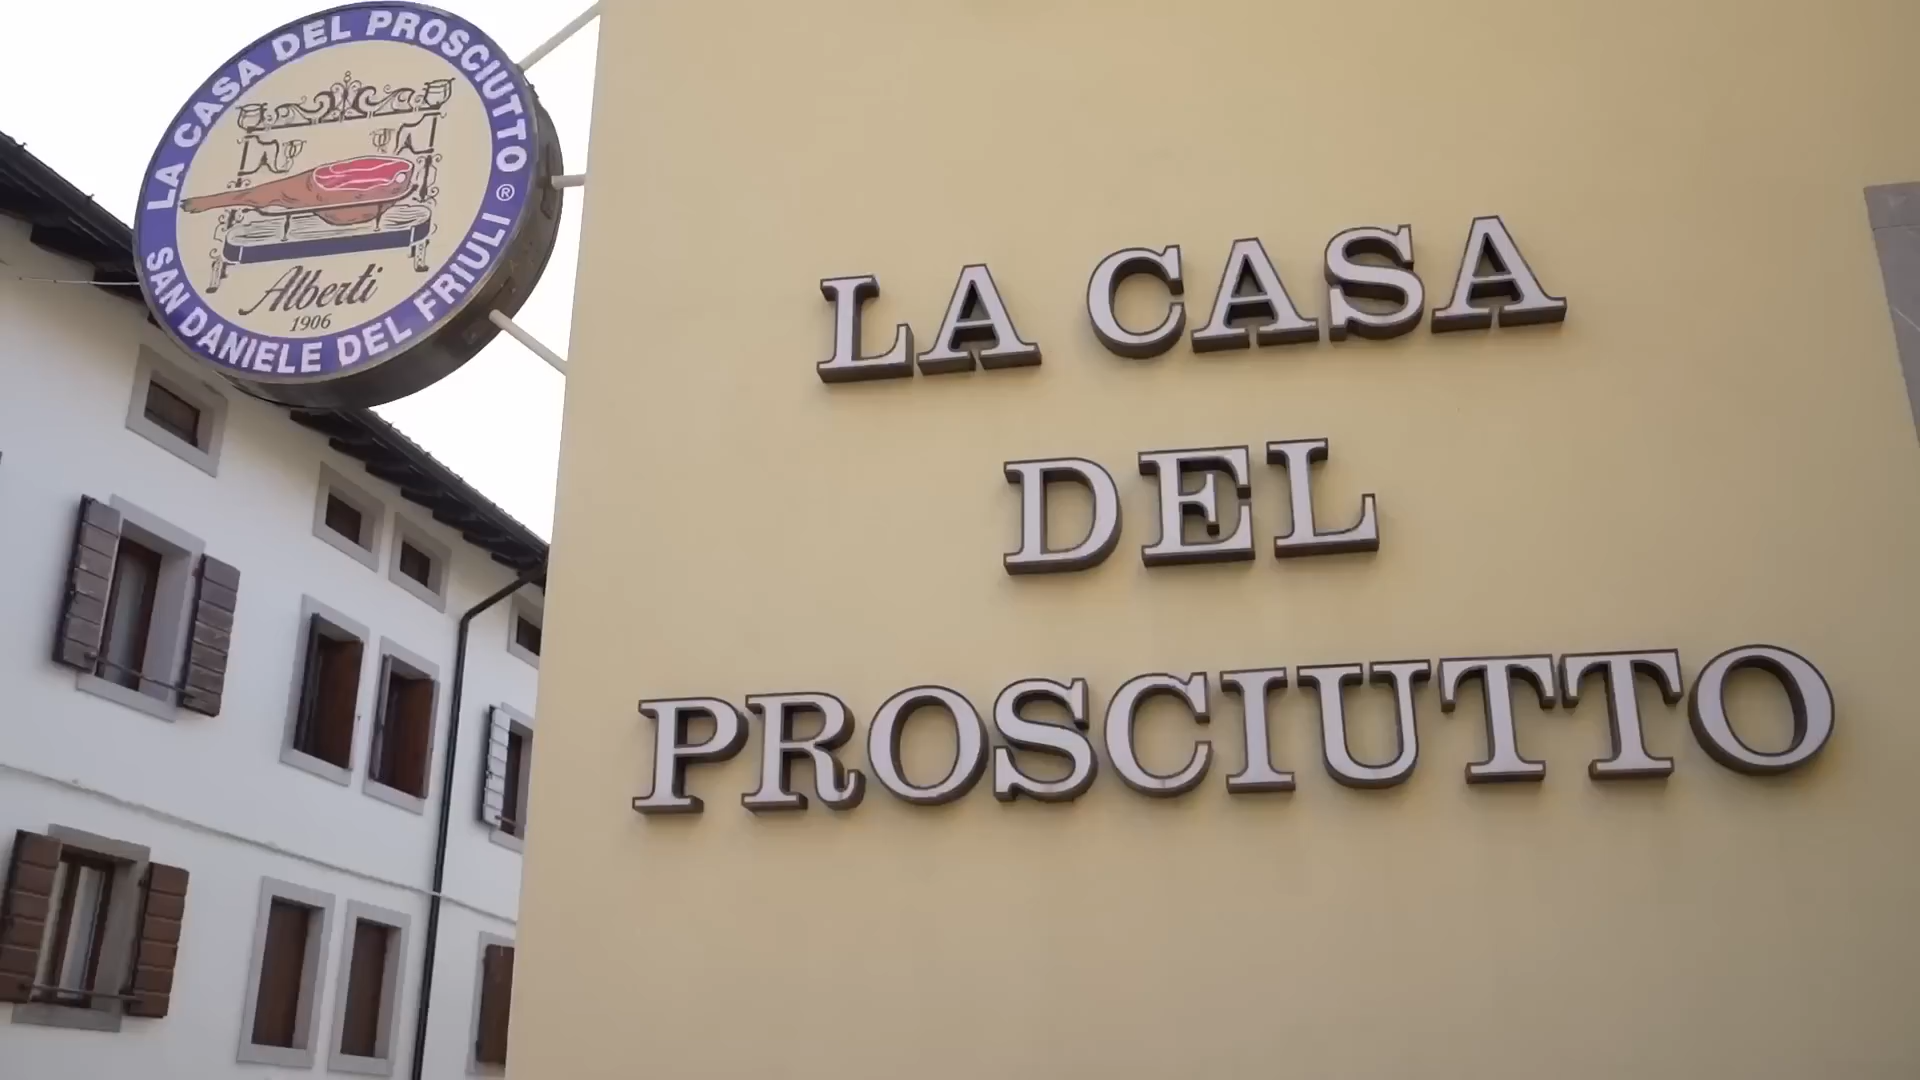 LA CASA DEL PROSCIUTTO ®
Alberti
1906
SAN DANIELE DEL FRIULI
LA CASA
DEL
PROSCIUTTO